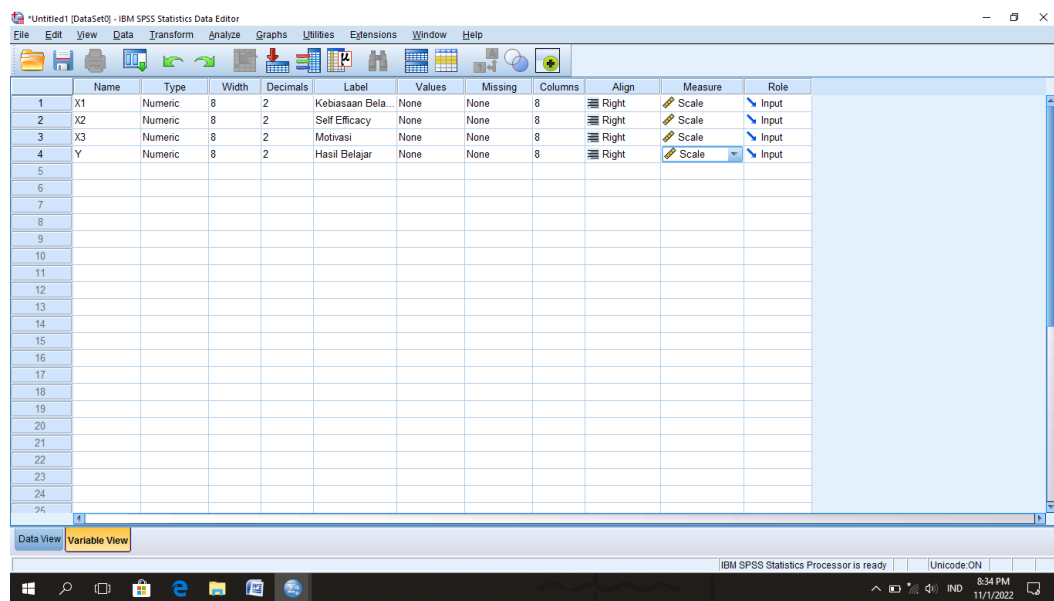 *Untitled1 [DataSet0] - IBM SPSS Statistics Data Editor
File Edit View Data Transform Analyze Graphs Utilities Extensions Window Help
Name Type Width Decimals Label Values Missing Columns Align Measure Role
1 X1 Numeric 8 2 Kebiasaan Bela... None None 8 Right Scale Input
2 X2 Numeric 8 2 Self Efficacy None None 8 Right Scale Input
3 X3 Numeric 8 2 Motivasi None None 8 Right Scale Input
4 Y Numeric 8 2 Hasil Belajar None None 8 Right Scale Input
5
6
7
8
9
10
11
12
13
14
15
16
17
18
19
20
21
22
23
24
25
Data View Variable View
IBM SPSS Statistics Processor is ready Unicode:ON
IND 8:34 PM
11/1/2022